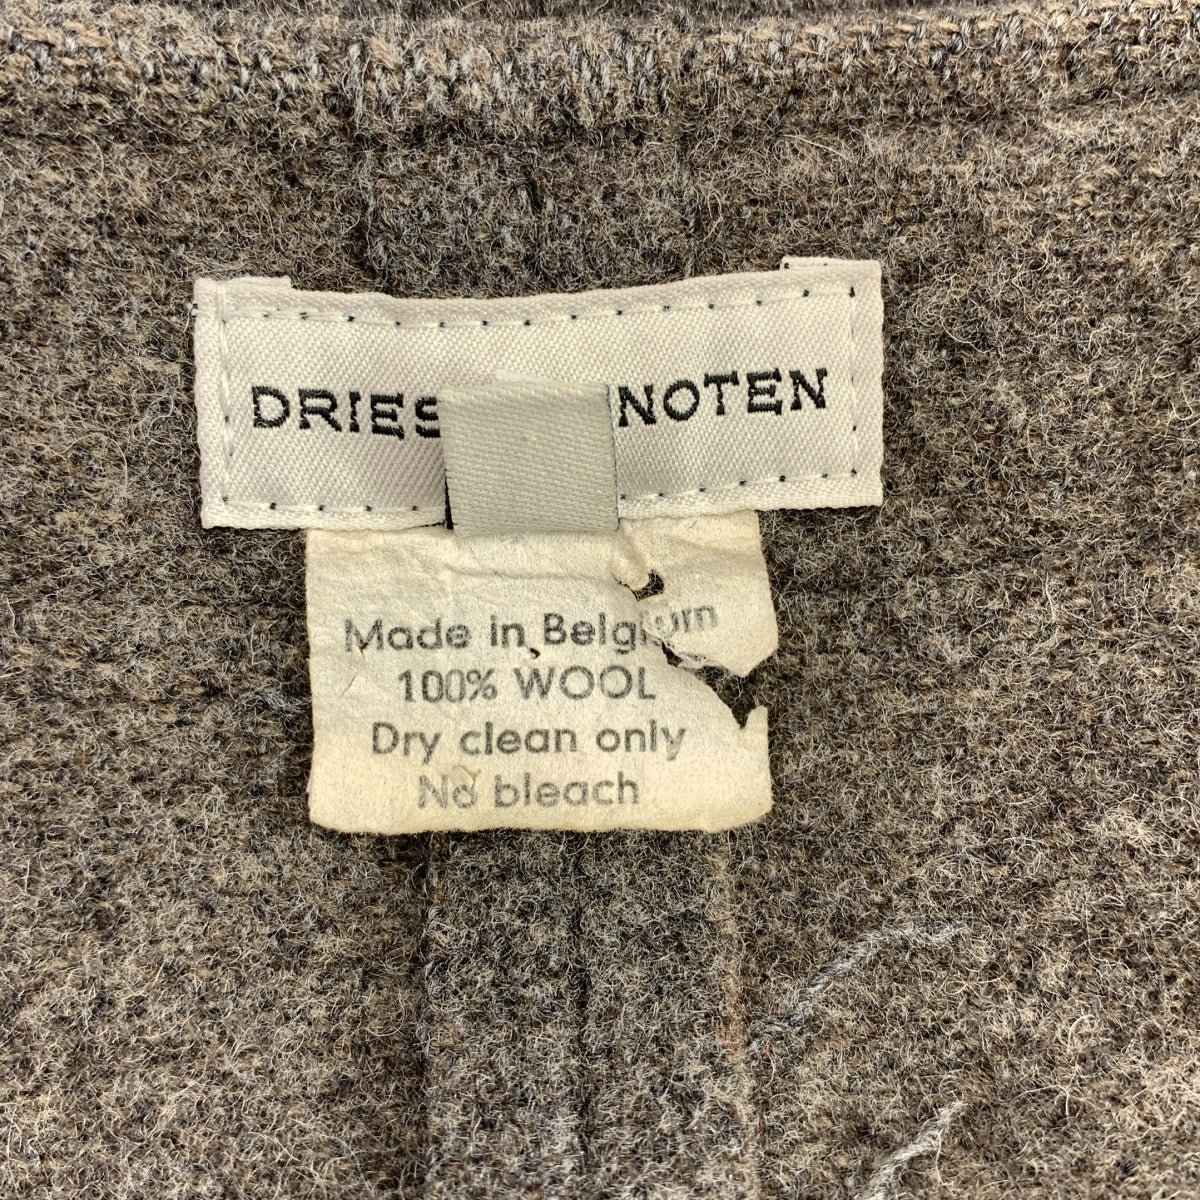 DRIES NOTEN
Made in Belgium
100% WOOL
Dry clean only
No bleach